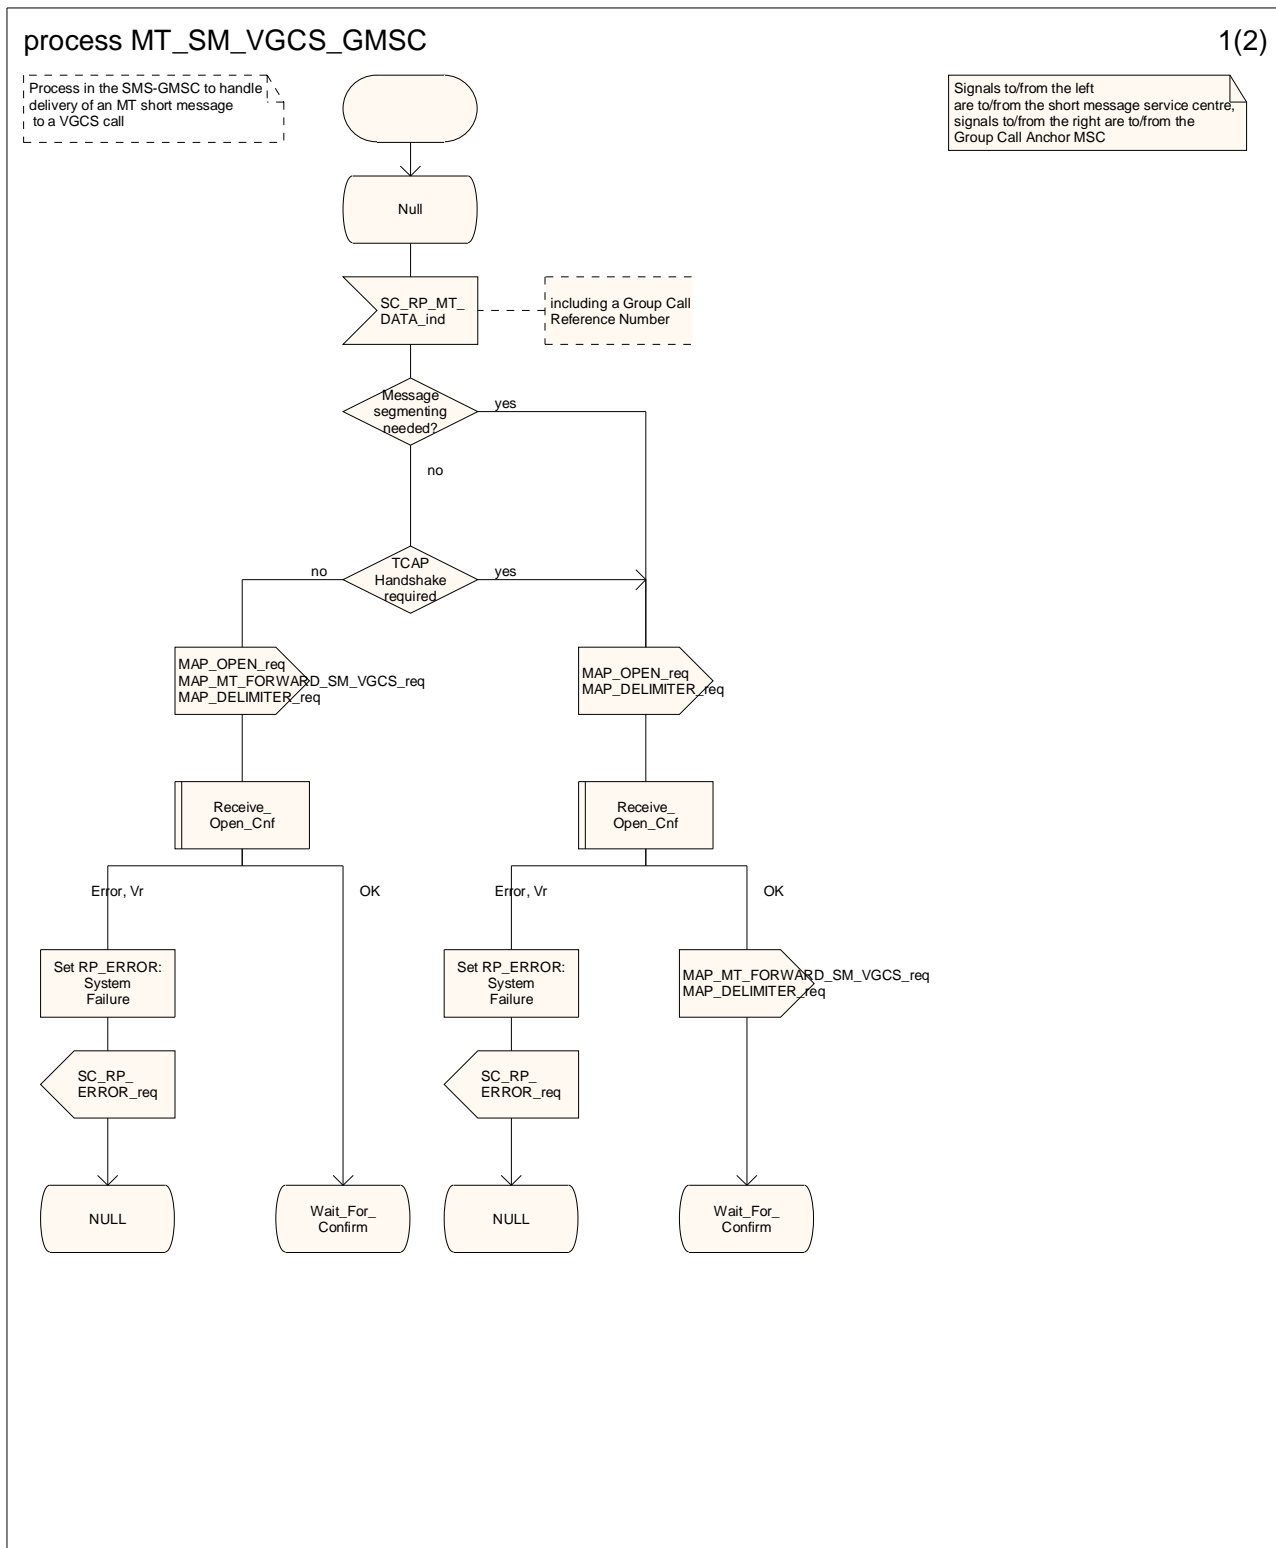 process MT_SM_VGCS_GMSC
1(2)
Process in the SMS-GMSC to handle
delivery of an MT short message
to a VGCS call
Signals to/from the left
are to/from the short message service centre,
signals to/from the right are to/from the
Group Call Anchor MSC
Null
SC_RP_MT_
DATA_ind
including a Group Call
Reference Number
Message
segmenting
needed?
yes
no
TCAP
Handshake
required
no
yes
MAP_OPEN_req
MAP_MT_FORWARD_SM_VGCS_req
MAP_DELIMITER_req
MAP_OPEN_req
MAP_DELIMITER_req
Receive_
Open_Cnf
Receive_
Open_Cnf
Error, Vr
OK
Error, Vr
OK
Set RP_ERROR:
System
Failure
Set RP_ERROR:
System
Failure
MAP_MT_FORWARD_SM_VGCS_req
MAP_DELIMITER_req
SC_RP_
ERROR_req
SC_RP_
ERROR_req
NULL
Wait_For_
Confirm
NULL
Wait_For_
Confirm